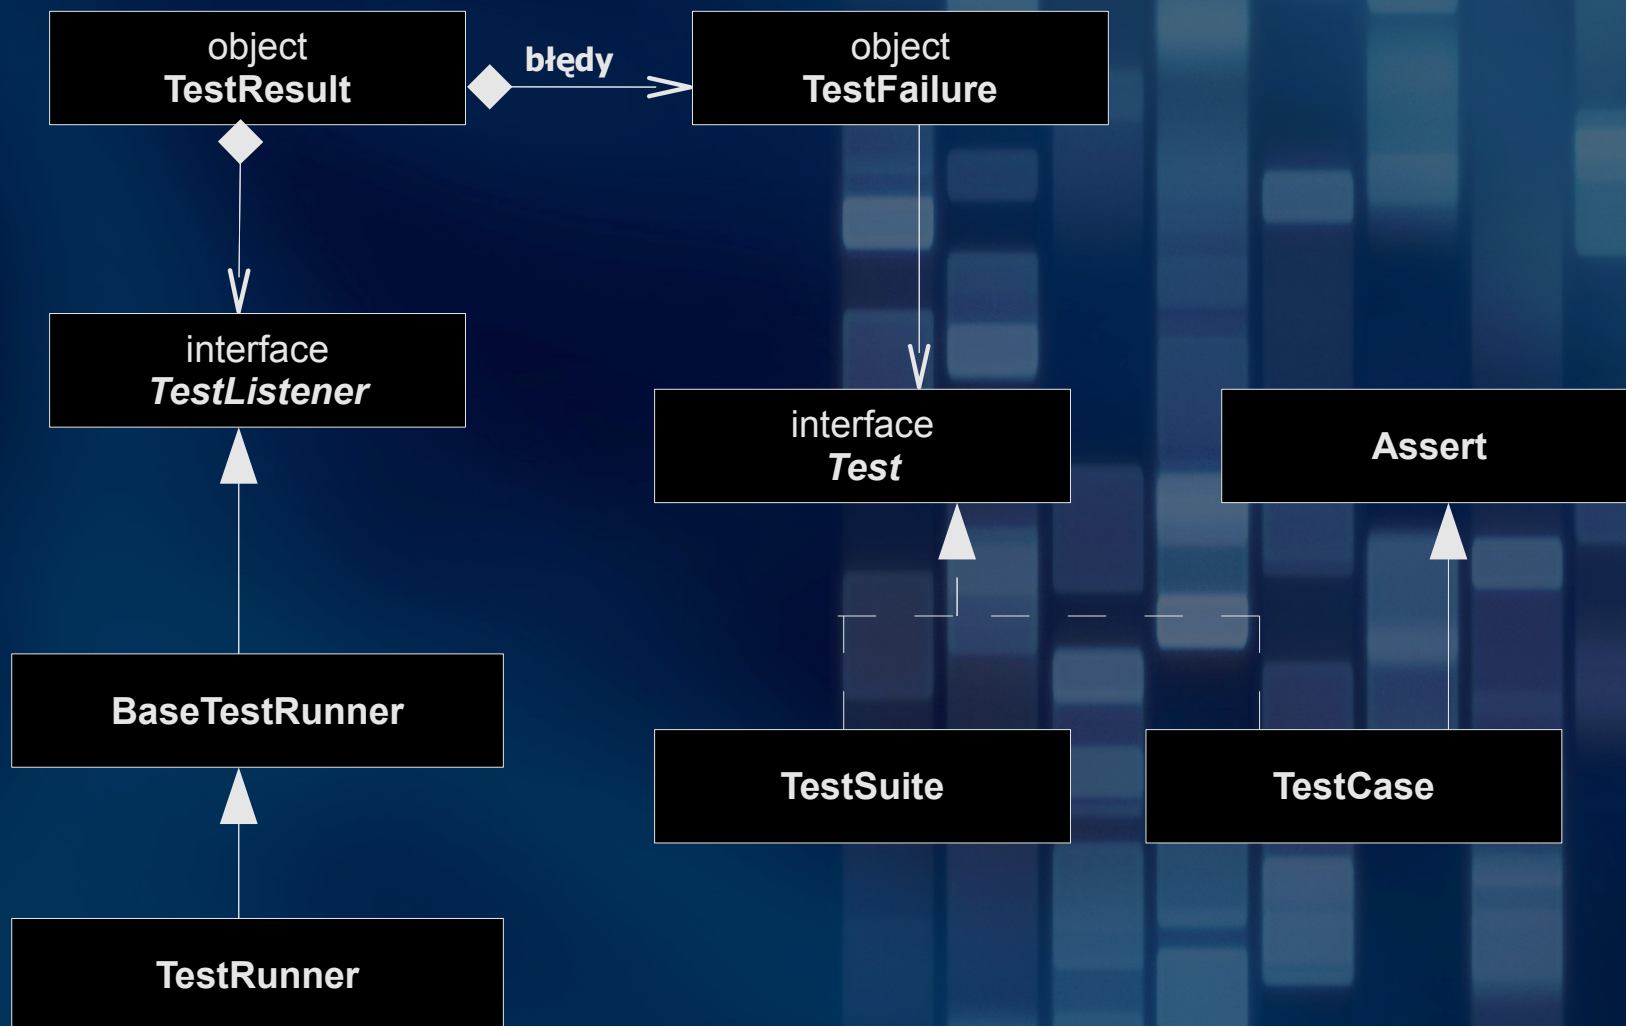 object
TestResult
błędy
object
TestFailure
interface
TestListener
interface
Test
Assert
BaseTestRunner
TestSuite
TestCase
TestRunner